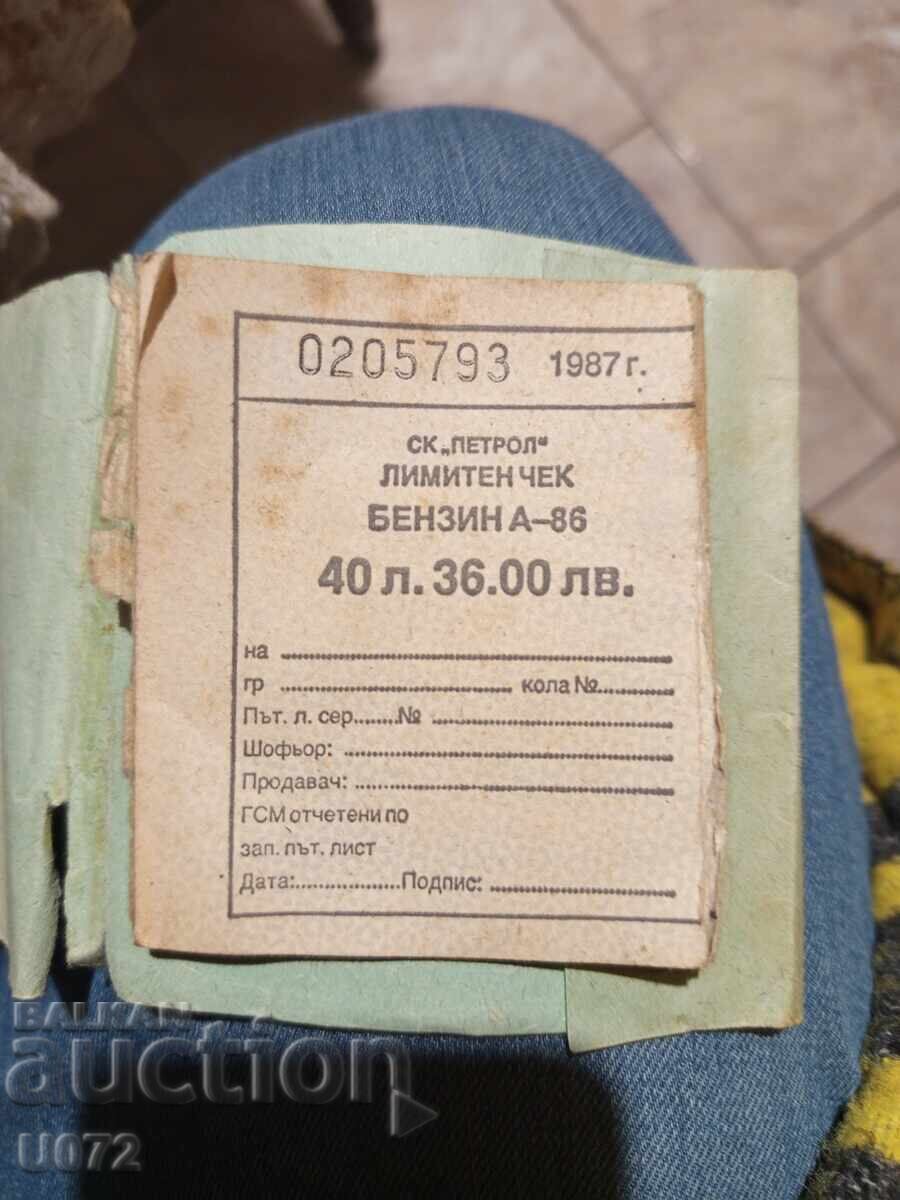 0205793 1987 г.
СК „ПЕТРОЛ“
ЛИМИТЕН ЧЕК
БЕНЗИН А–86
40 л. 36.00 лв.
на ..............................
гр .................. кола №..........
Път. л. сер.......№ ....................
Шофьор: ..............................
Продавач: ..............................
ГСМ отчетени по
зап. път. лист
Дата:.................. Подпис: ....................
BALKAN
auction
U072